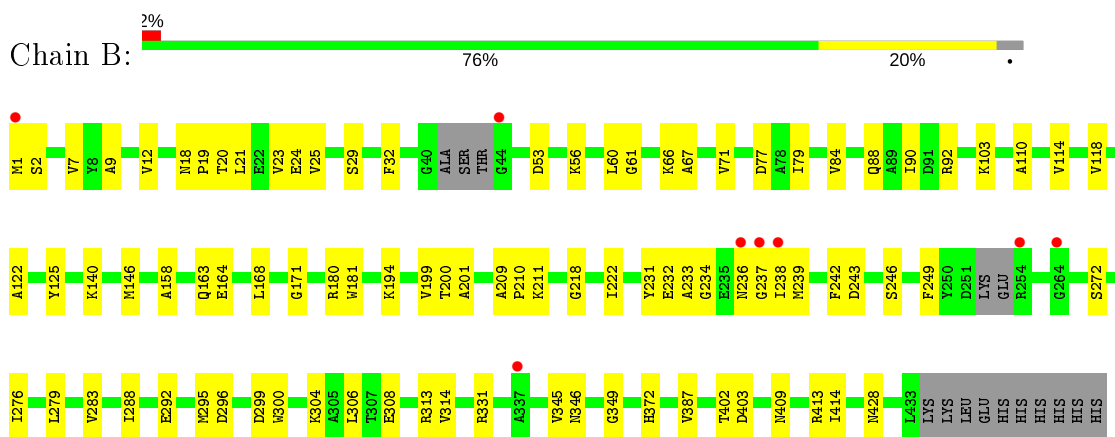 2%
Chain B:
76% 20% •
M1 S2 V7 Y8 A9 V12 N18 P19 T20 L21 E22 V23 E24 V25 S29 F32 G40 ALA SER THR G44 D53 K56 L60 G61 K66 A67 V71 D77 A78 I79 V84 Q88 A89 I90 D91 R92 K103 A110 V114 V118
A122 Y125 K140 M146 A158 Q163 E164 L168 G171 R180 W181 K194 V199 T200 A201 A209 P210 K211 G218 I222 Y231 E232 A233 G234 E235 N236 G237 I238 M239 F242 D243 S246 F249 Y250 D251 LYS GLU R254 G264 S272
I276 L279 V283 I288 E292 M295 D296 D299 W300 K304 A305 L306 T307 E308 R313 V314 R331 A337 V345 N346 G349 H372 V387 T402 D403 N409 R413 I414 N428 L433 LYS LYS LEU GLU HIS HIS HIS HIS HIS HIS